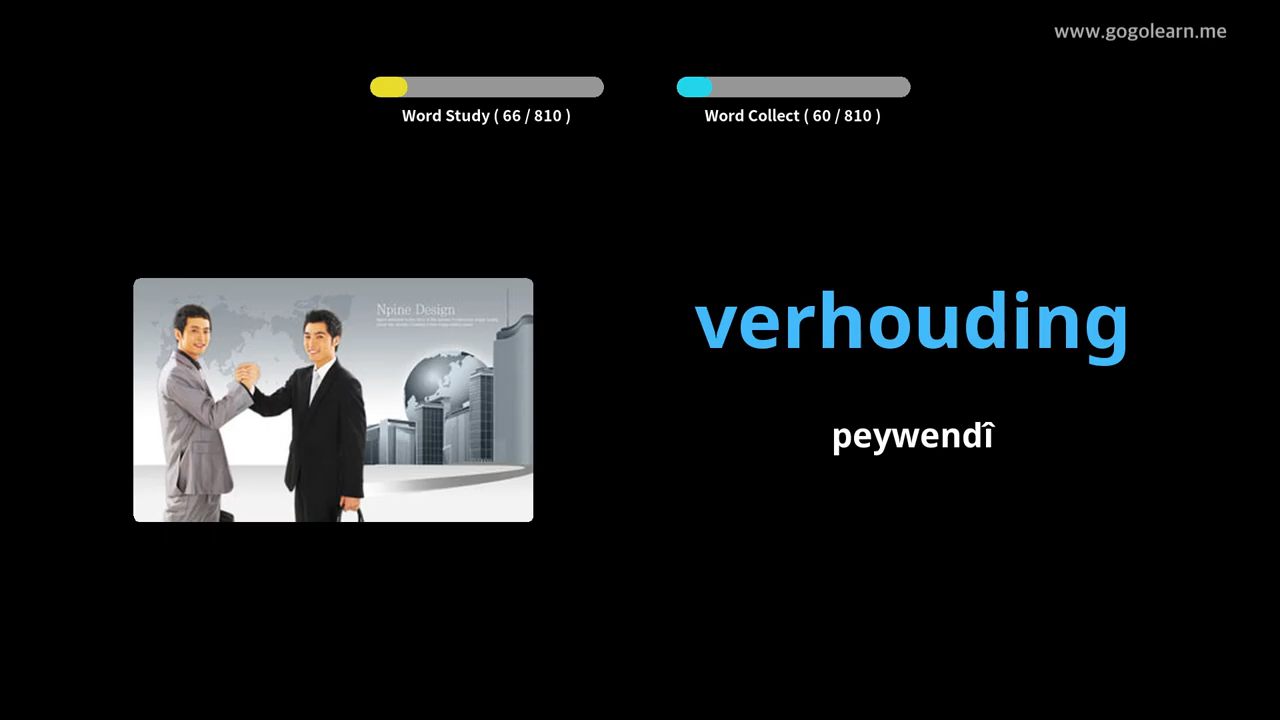 www.gogolearn.me
Word Study ( 66 / 810 )
Word Collect ( 60 / 810 )
Npine Design
verhouding
peywendî